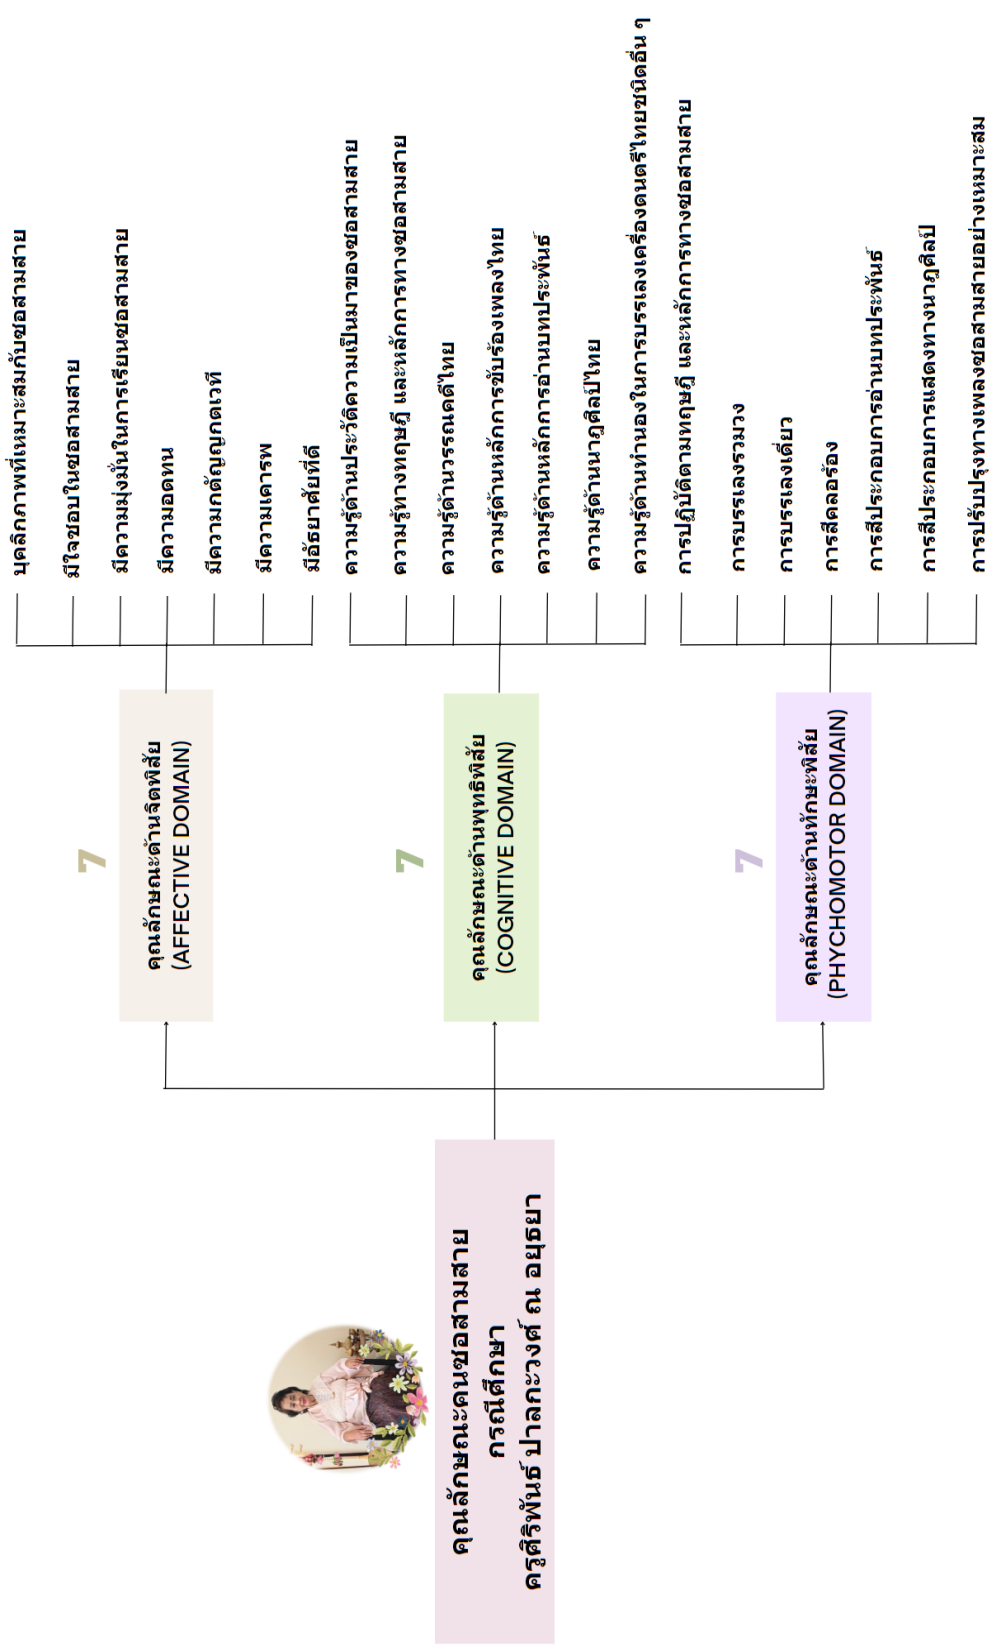 คุณลักษณะคนซอสามสาย
กรณีศึกษา
ครูศิริพันธ์ ปาลกะวงศ์ ณ อยุธยา
7
คุณลักษณะด้านจิตพิสัย
(AFFECTIVE DOMAIN)
บุคลิกภาพที่เหมาะสมกับซอสามสาย
มีใจชอบในซอสามสาย
มีความมุ่งมั่นในการเรียนซอสามสาย
มีความอดทน
มีความกตัญญูกตเวที
มีความเคารพ
มีอัธยาศัยที่ดี
7
คุณลักษณะด้านพุทธิพิสัย
(COGNITIVE DOMAIN)
ความรู้ด้านประวัติความเป็นมาของซอสามสาย
ความรู้ทางทฤษฎี และหลักการทางซอสามสาย
ความรู้ด้านวรรณคดีไทย
ความรู้ด้านหลักการขับร้องเพลงไทย
ความรู้ด้านหลักการอ่านบทประพันธ์
ความรู้ด้านนาฏศิลป์ไทย
ความรู้ด้านทำนองในการบรรเลงเครื่องดนตรีไทยชนิดอื่น ๆ
7
คุณลักษณะด้านทักษะพิสัย
(PHYCHOMOTOR DOMAIN)
การปฏิบัติตามทฤษฎี และหลักการทางซอสามสาย
การบรรเลงรวมวง
การบรรเลงเดี่ยว
การสีคลอร้อง
การสีประกอบการอ่านบทประพันธ์
การสีประกอบการแสดงทางนาฏศิลป์
การปรับปรุงทางเพลงซอสามสายอย่างเหมาะสม